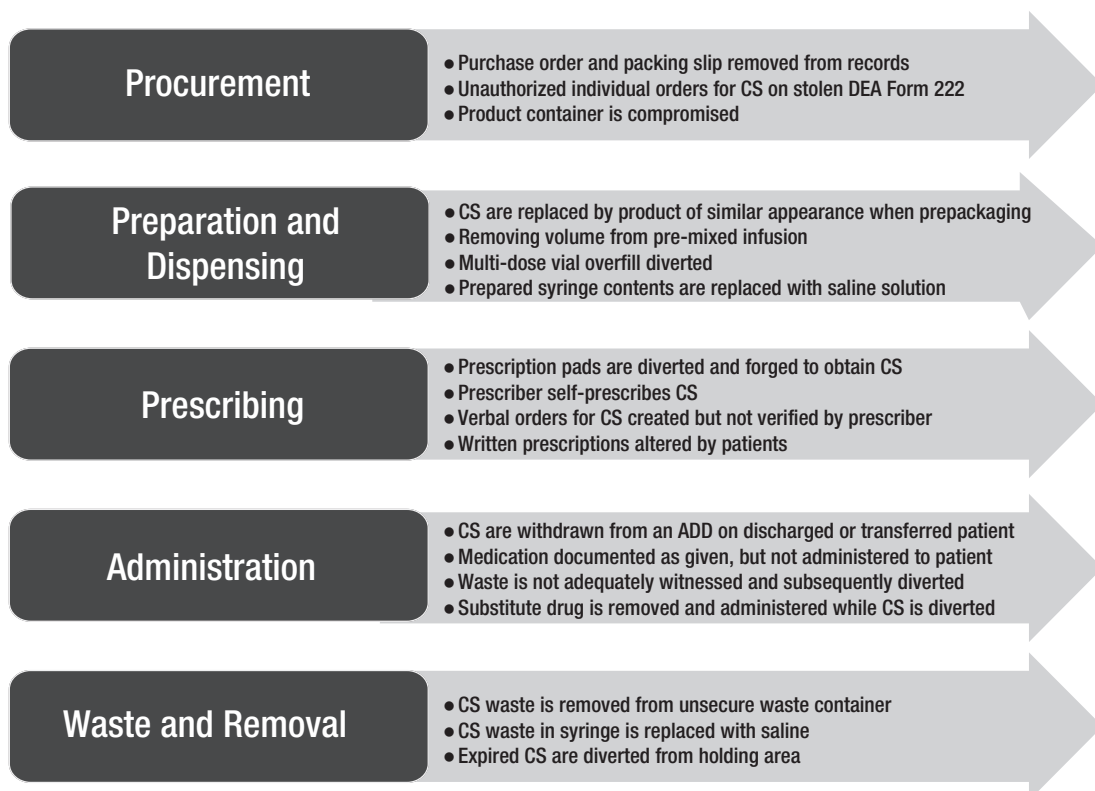 Procurement
● Purchase order and packing slip removed from records
● Unauthorized individual orders for CS on stolen DEA Form 222
● Product container is compromised
Preparation and
Dispensing
● CS are replaced by product of similar appearance when prepackaging
● Removing volume from pre-mixed infusion
● Multi-dose vial overfill diverted
● Prepared syringe contents are replaced with saline solution
Prescribing
● Prescription pads are diverted and forged to obtain CS
● Prescriber self-prescribes CS
● Verbal orders for CS created but not verified by prescriber
● Written prescriptions altered by patients
Administration
● CS are withdrawn from an ADD on discharged or transferred patient
● Medication documented as given, but not administered to patient
● Waste is not adequately witnessed and subsequently diverted
● Substitute drug is removed and administered while CS is diverted
Waste and Removal
● CS waste is removed from unsecure waste container
● CS waste in syringe is replaced with saline
● Expired CS are diverted from holding area